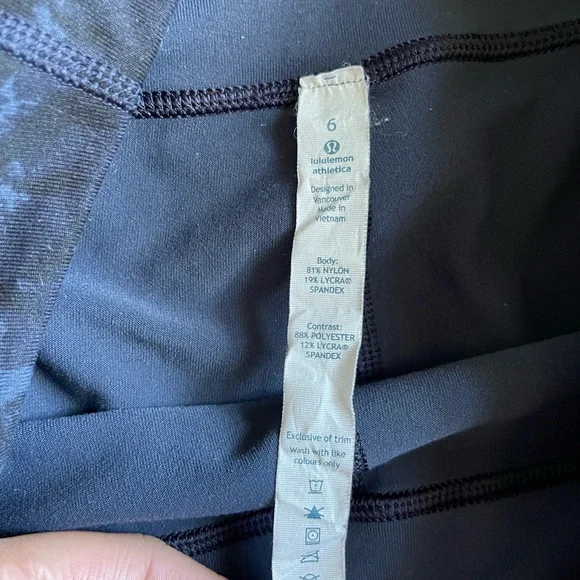 6
lululemon
athletica
Designed in
Vancouver
Made in
Vietnam
Body:
81% NYLON
19% LYCRA®
SPANDEX
Contrast:
88% POLYESTER
12% LYCRA®
SPANDEX
Exclusive of trim
Wash with like
colours only